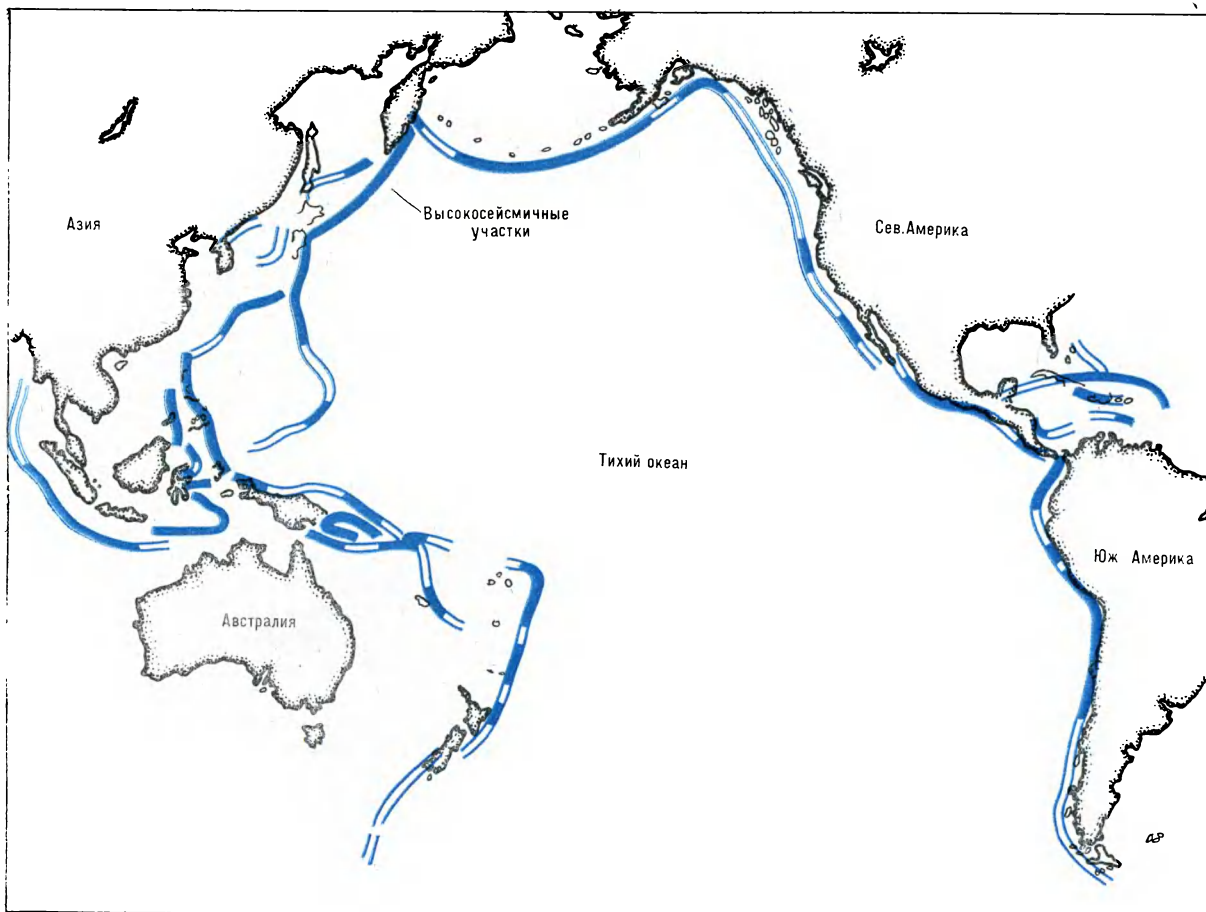 Азия
Высокосейсмичные
участки
Сев.Америка
Тихий океан
Юж Америка
Австралия